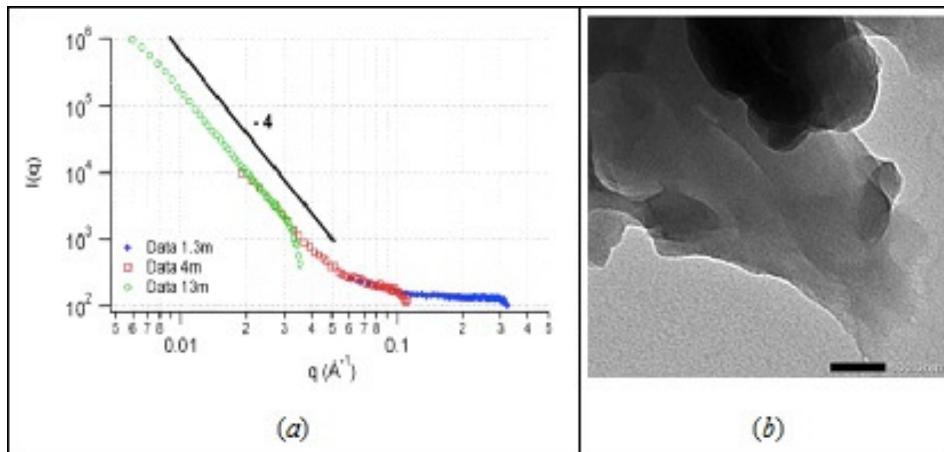 10⁶
10⁵
10⁴
10³
10²
I(q)
- 4
Data 1.3m
Data 4m
Data 13m
5 6 7 8 0.01 2 3 4 5 6 7 8 0.1 2 3 4 5
q (Å⁻¹)
(a)
(b)